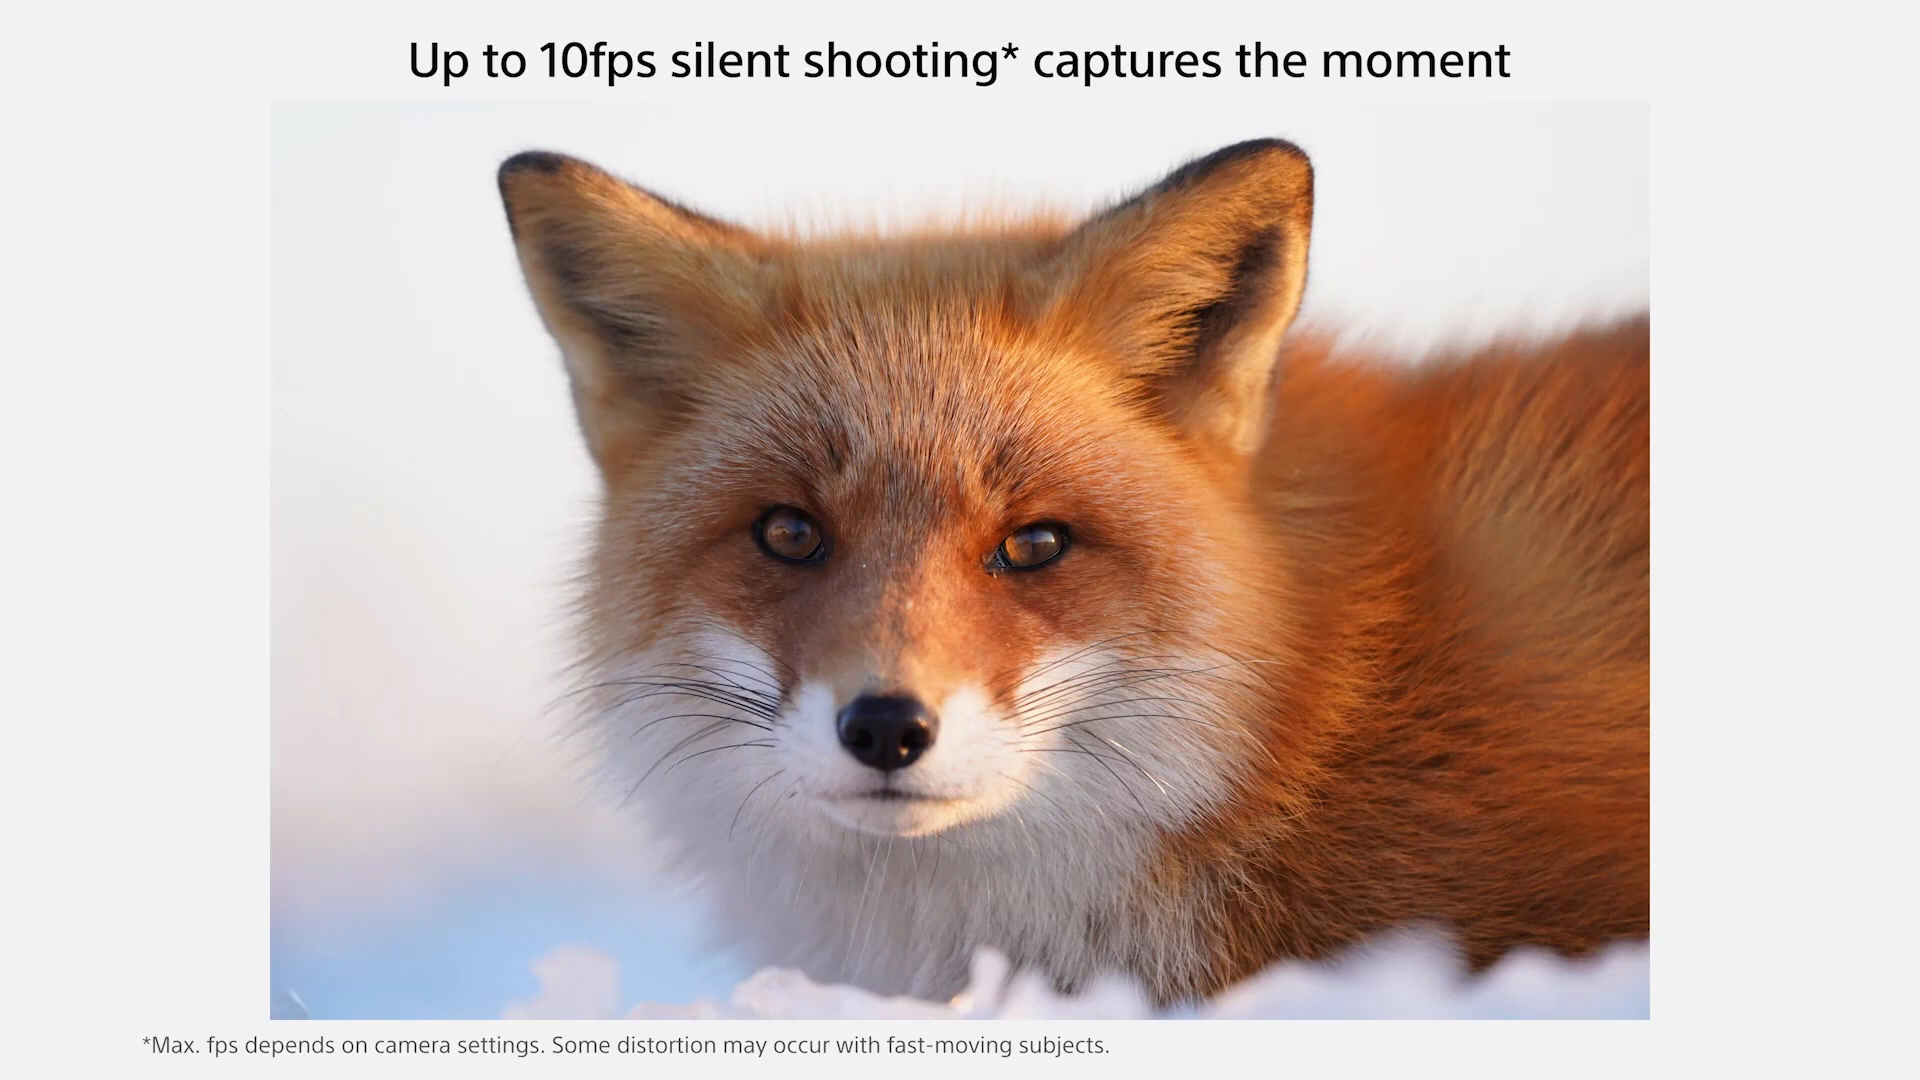 Up to 10fps silent shooting* captures the moment
*Max. fps depends on camera settings. Some distortion may occur with fast-moving subjects.